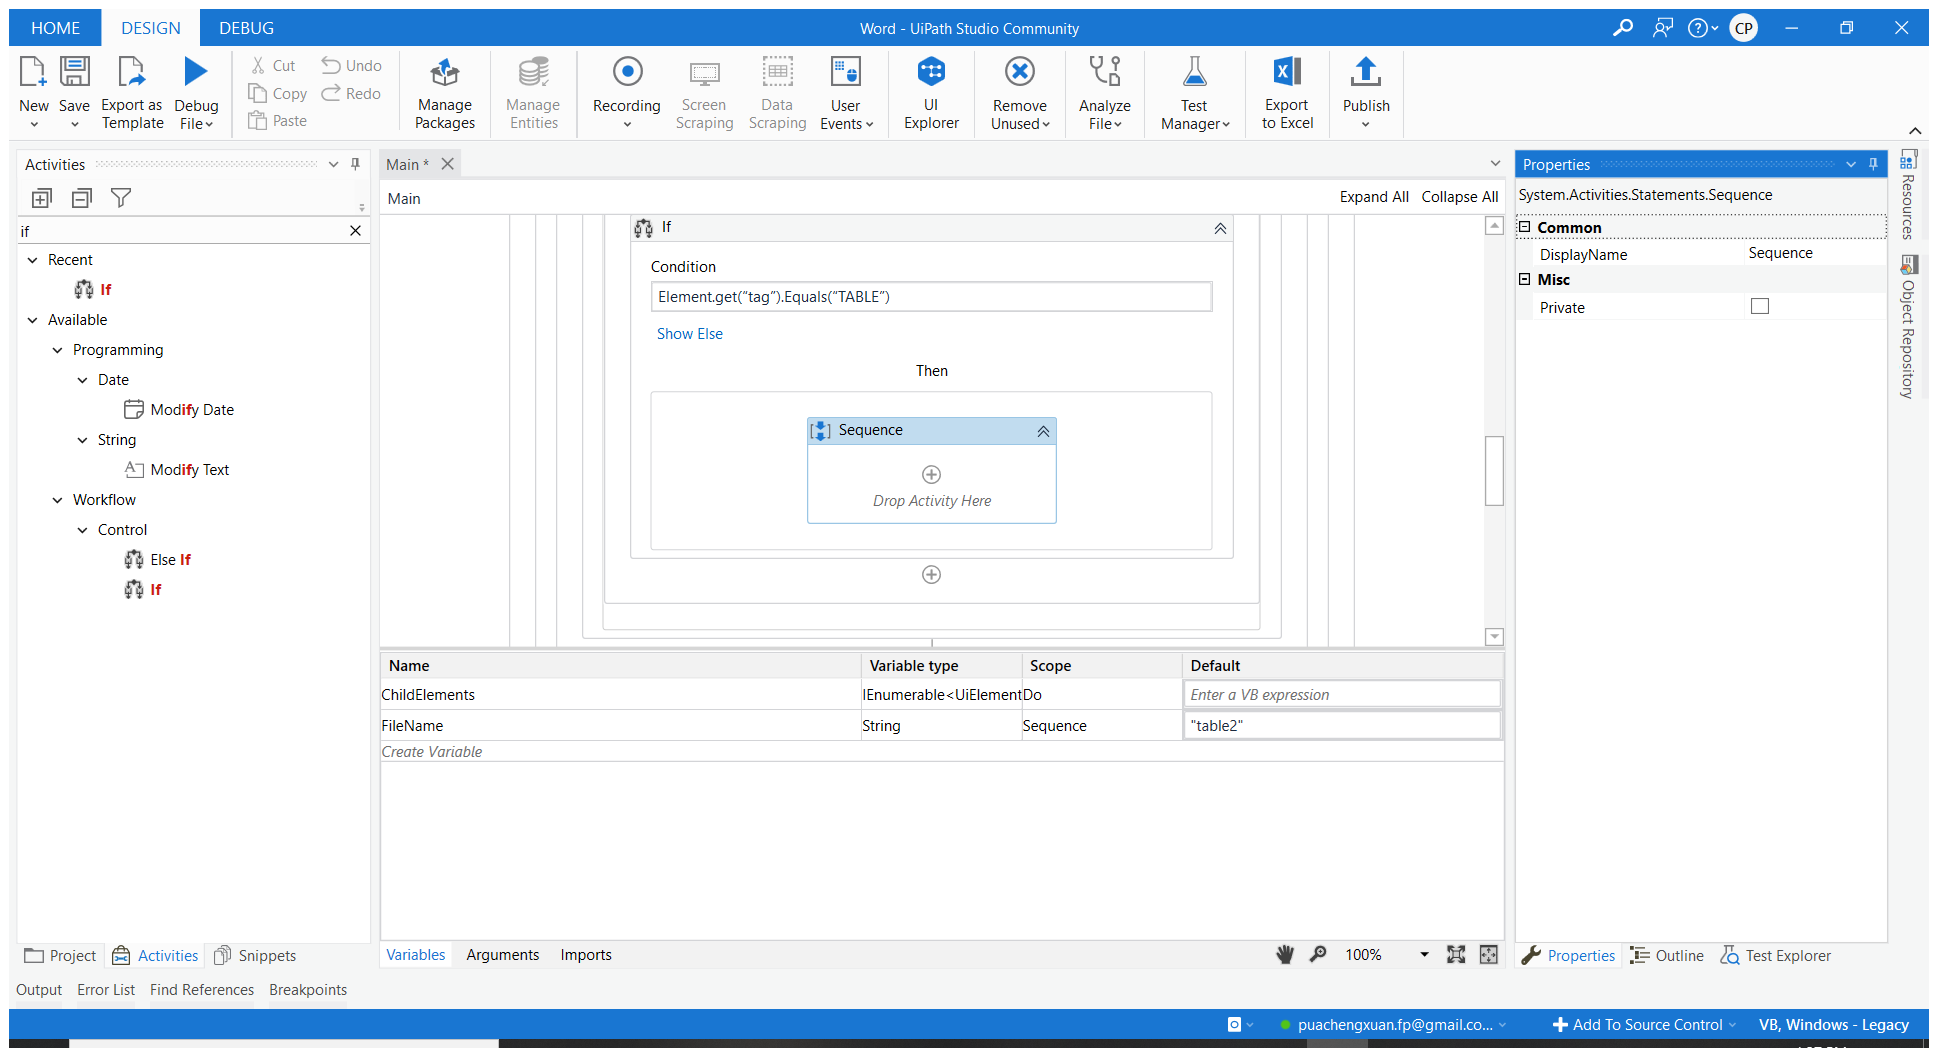 HOME DESIGN DEBUG
Word - UiPath Studio Community
CP
New
Save
Export as Template
Debug File
Cut
Copy
Paste
Undo
Redo
Manage Packages
Manage Entities
Recording
Screen Scraping
Data Scraping
User Events
UI Explorer
Remove Unused
Analyze File
Test Manager
Export to Excel
Publish
Activities
if
Recent
If
Available
Programming
Date
Modify Date
String
Modify Text
Workflow
Control
Else If
If
Project
Activities
Snippets
Main *
Main
Expand All Collapse All
If
Condition
Element.get(“tag”).Equals(“TABLE”)
Show Else
Then
Sequence
Drop Activity Here
Name Variable type Scope Default
ChildElements IEnumerable<UiElement Do Enter a VB expression
FileName String Sequence "table2"
Create Variable
Variables Arguments Imports
100%
Properties
System.Activities.Statements.Sequence
Common
DisplayName Sequence
Misc
Private
Properties
Outline
Test Explorer
Resources
Object Repository
Output Error List Find References Breakpoints
puachengxuan.fp@gmail.co...
Add To Source Control
VB, Windows - Legacy